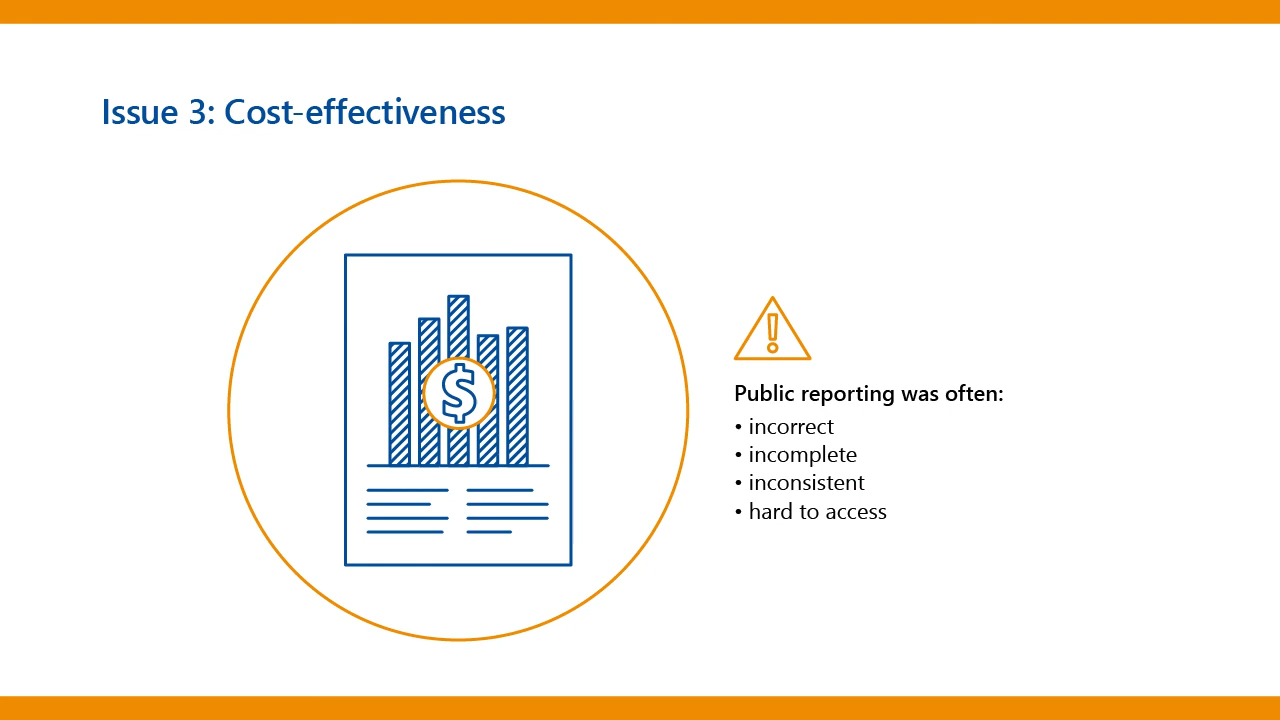 Issue 3: Cost-effectiveness
$
Public reporting was often:
• incorrect
• incomplete
• inconsistent
• hard to access